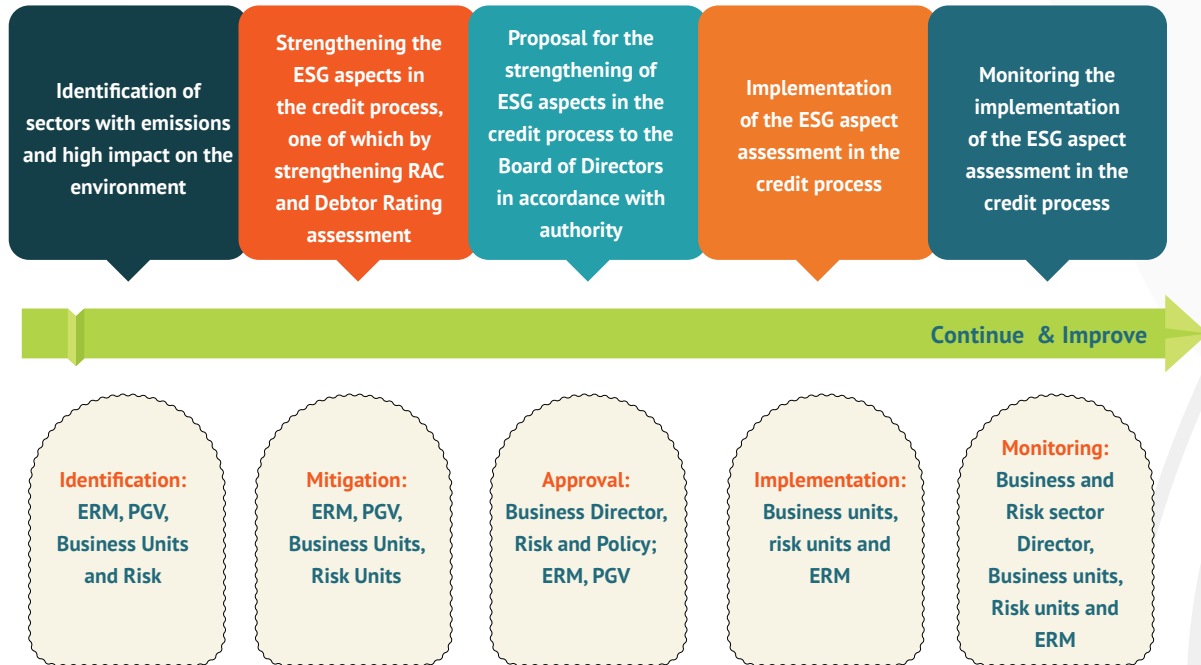 Identification of
sectors with emissions
and high impact on the
environment
Strengthening the
ESG aspects in
the credit process,
one of which by
strengthening RAC
and Debtor Rating
assessment
Proposal for the
strengthening of
ESG aspects in the
credit process to the
Board of Directors
in accordance with
authority
Implementation
of the ESG aspect
assessment in the
credit process
Monitoring the
implementation
of the ESG aspect
assessment in the
credit process
Continue & Improve
Identification:
ERM, PGV,
Business Units
and Risk
Mitigation:
ERM, PGV,
Business Units,
Risk Units
Approval:
Business Director,
Risk and Policy;
ERM, PGV
Implementation:
Business units,
risk units and
ERM
Monitoring:
Business and
Risk sector
Director,
Business units,
Risk units and
ERM